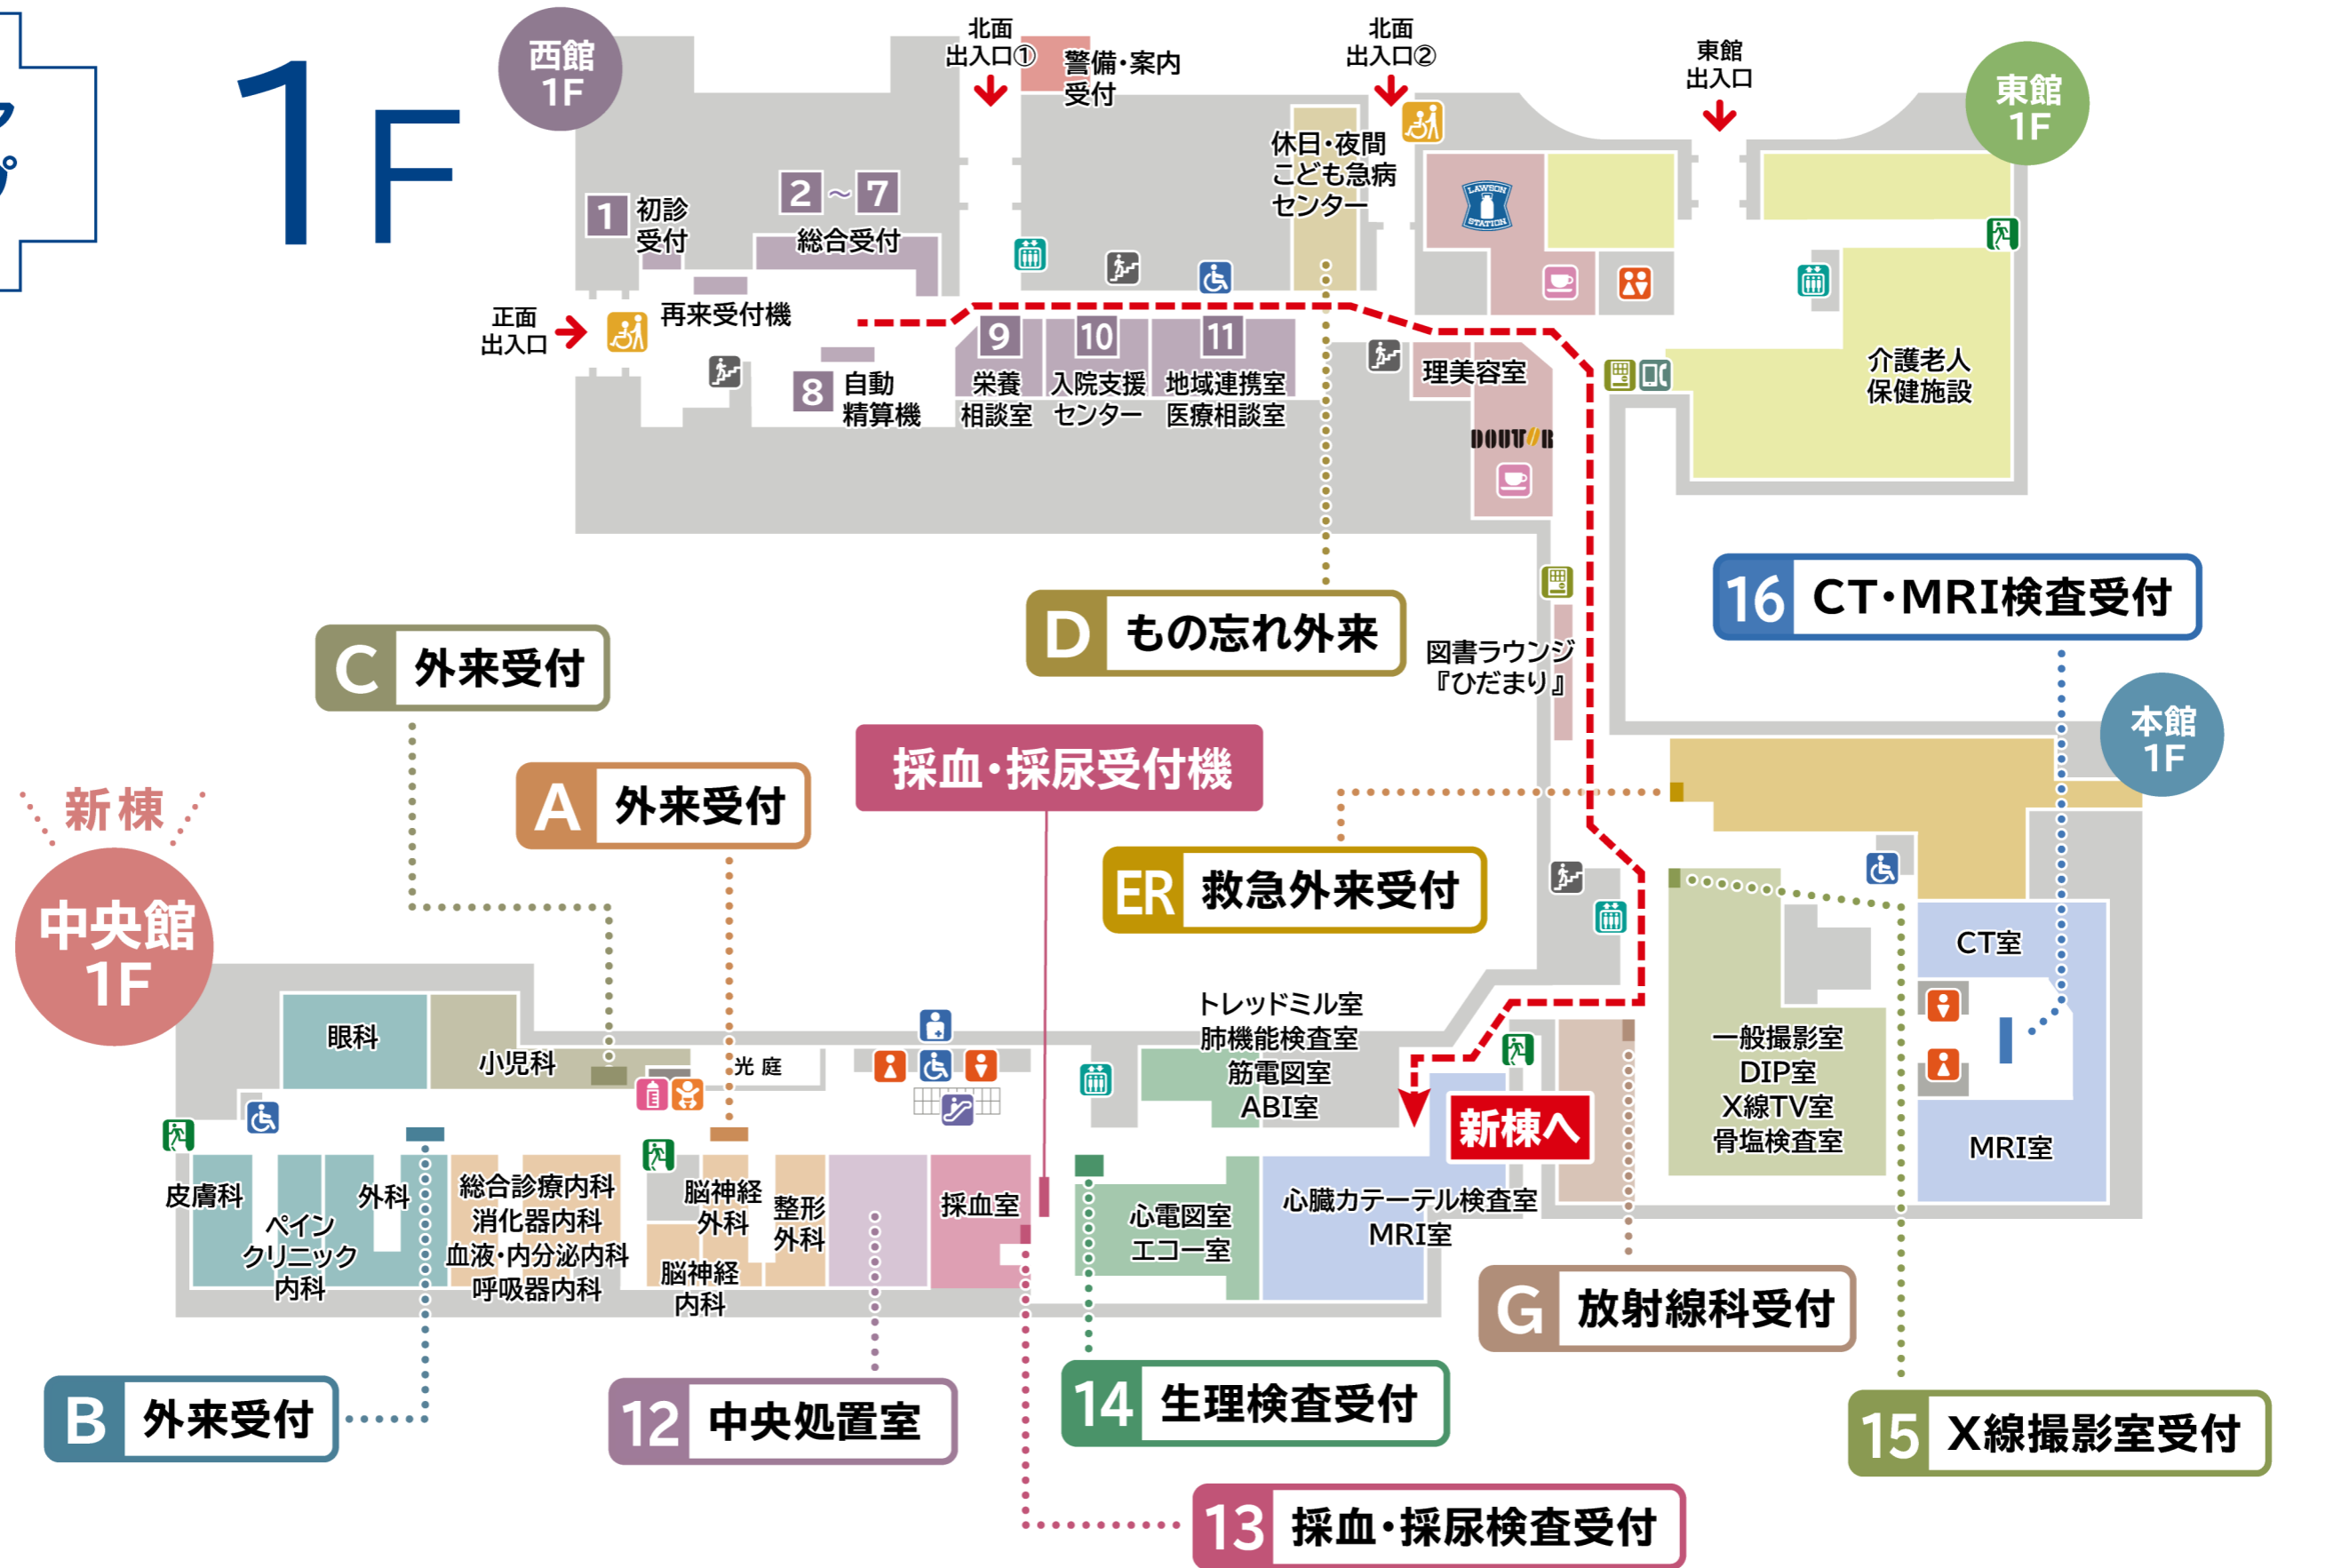 プ
1F
西館
1F
北面
出入口①
警備・案内
受付
北面
出入口②
東館
出入口
東館
1F
休日・夜間
こども急病
センター
LAWSON
STATION
1
初診
受付
2～7
総合受付
正面
出入口
再来受付機
8
自動
精算機
9
栄養
相談室
10
入院支援
センター
11
地域連携室
医療相談室
理美容室
DOUTOR
介護老人
保健施設
16 CT・MRI検査受付
D もの忘れ外来
C 外来受付
図書ラウンジ
『ひだまり』
本館
1F
採血・採尿受付機
A 外来受付
新棟
中央館
1F
ER 救急外来受付
CT室
眼科
小児科
光庭
トレッドミル室
肺機能検査室
筋電図室
ABI室
新棟へ
一般撮影室
DIP室
X線TV室
骨塩検査室
MRI室
皮膚科
ペイン
クリニック
内科
外科
総合診療内科
消化器内科
血液・内分泌内科
呼吸器内科
脳神経
外科
脳神経
内科
整形
外科
採血室
心電図室
エコー室
心臓カテーテル検査室
MRI室
G 放射線科受付
B 外来受付
12 中央処置室
14 生理検査受付
15 X線撮影室受付
13 採血・採尿検査受付